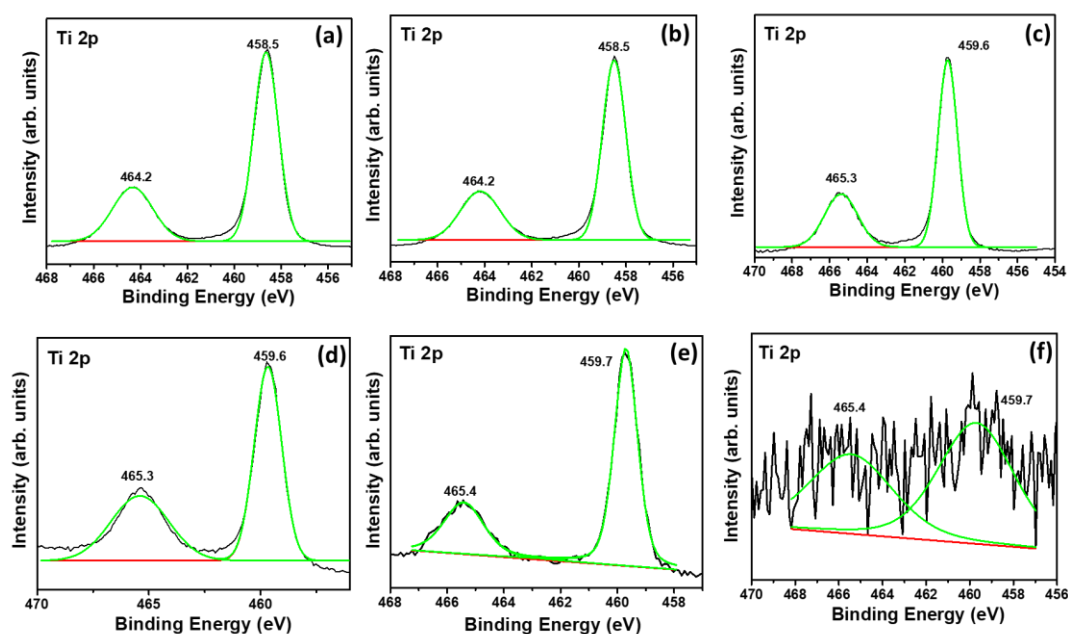 Ti 2p
(a)
458.5
464.2
Intensity (arb. units)
468 466 464 462 460 458 456
Binding Energy (eV)
Ti 2p
(b)
458.5
464.2
Intensity (arb. units)
468 466 464 462 460 458 456
Binding Energy (eV)
Ti 2p
(c)
459.6
465.3
Intensity (arb. units)
470 468 466 464 462 460 458 456 454
Binding Energy (eV)
Ti 2p
(d)
459.6
465.3
Intensity (arb. units)
470 465 460
Binding Energy (eV)
Ti 2p
(e)
459.7
465.4
Intensity (arb. units)
468 466 464 462 460 458
Binding Energy (eV)
Ti 2p
(f)
465.4
459.7
Intensity (arb. units)
470 468 466 464 462 460 458 456
Binding Energy (eV)